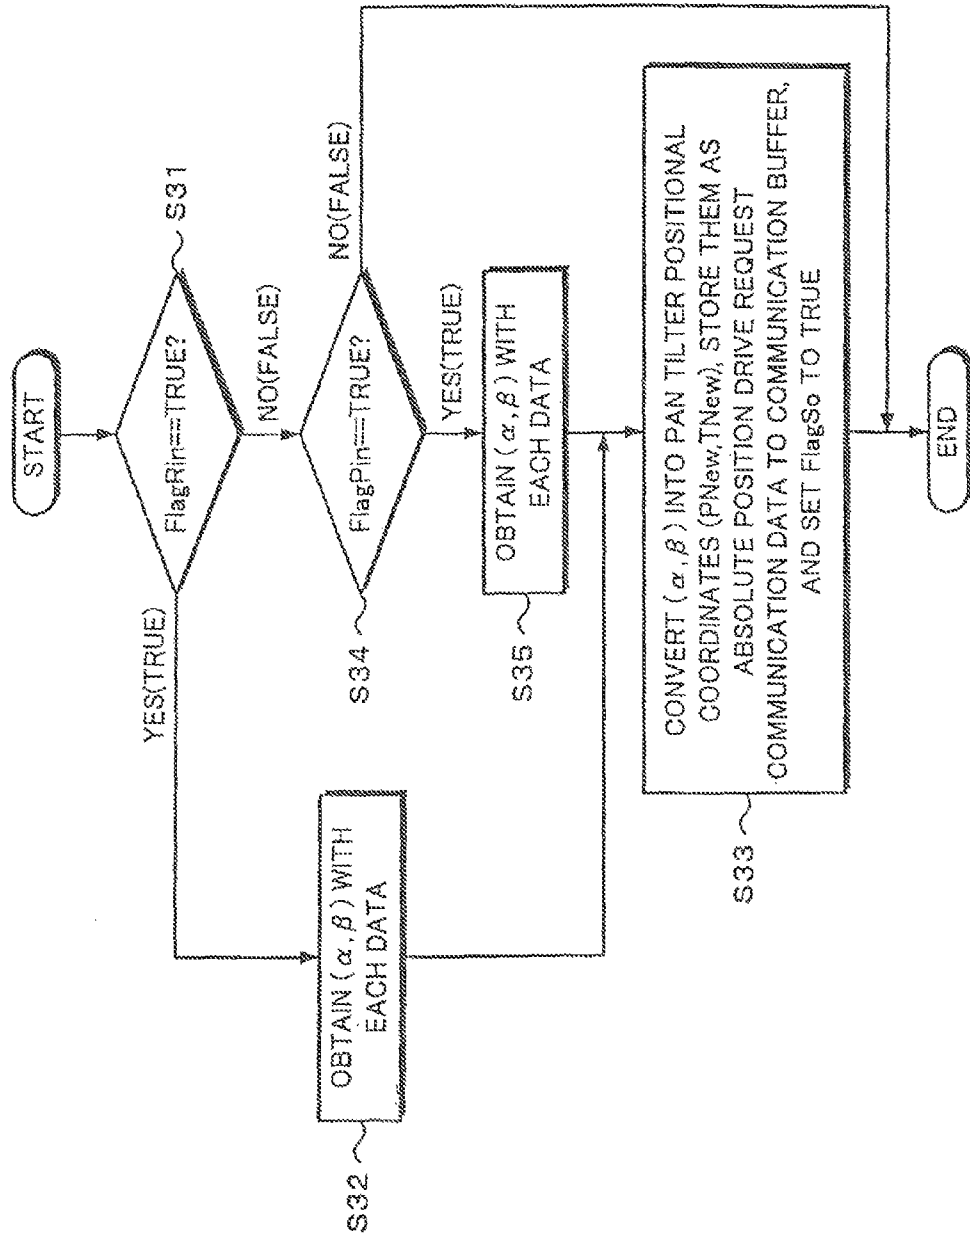 START
FlagRin==TRUE?
S31
YES(TRUE)
NO(FALSE)
OBTAIN (α, β) WITH
EACH DATA
S32
FlagPin==TRUE?
S34
NO(FALSE)
YES(TRUE)
OBTAIN (α, β) WITH
EACH DATA
S35
CONVERT (α, β) INTO PAN TILTER POSITIONAL
COORDINATES (PNew,TNew), STORE THEM AS
ABSOLUTE POSITION DRIVE REQUEST
COMMUNICATION DATA TO COMMUNICATION BUFFER,
AND SET FlagSo TO TRUE
S33
END